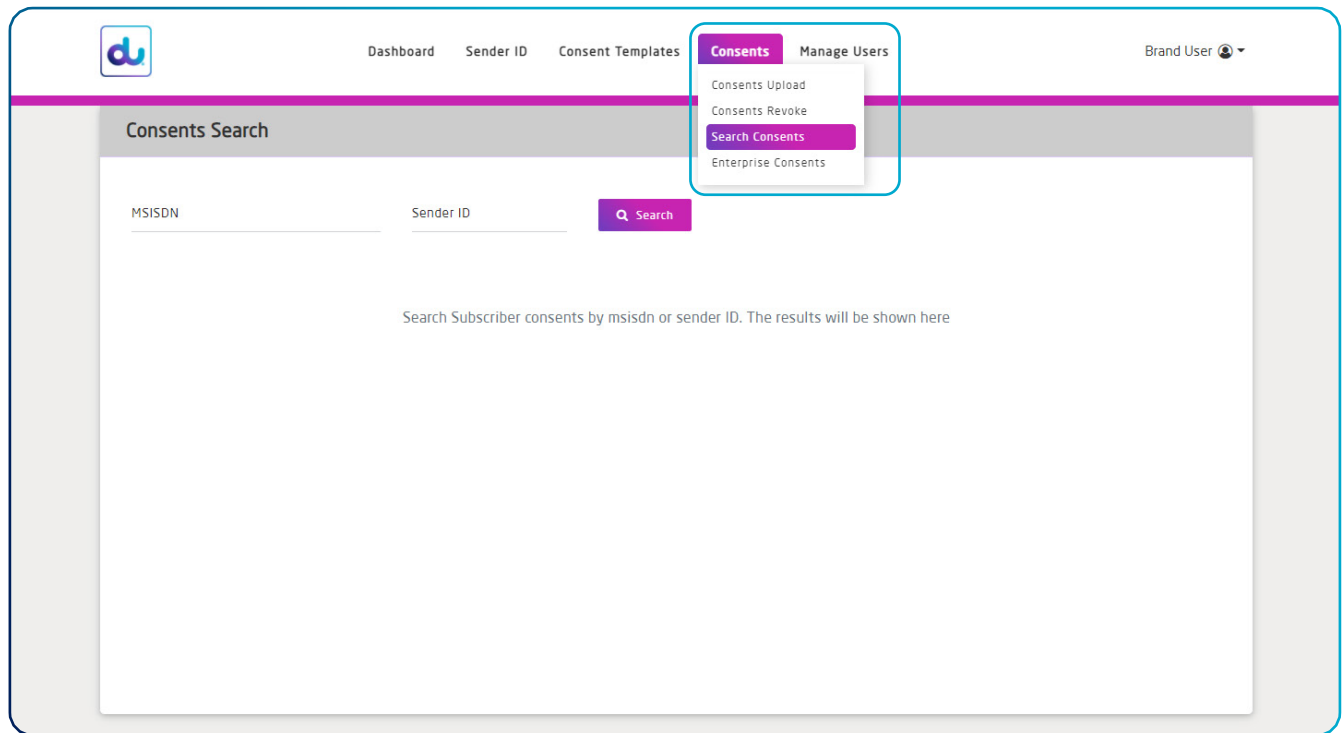 du
Dashboard Sender ID Consent Templates Consents Manage Users Brand User
Consents Upload
Consents Revoke
Search Consents
Enterprise Consents
Consents Search
MSISDN Sender ID Search
Search Subscriber consents by msisdn or sender ID. The results will be shown here